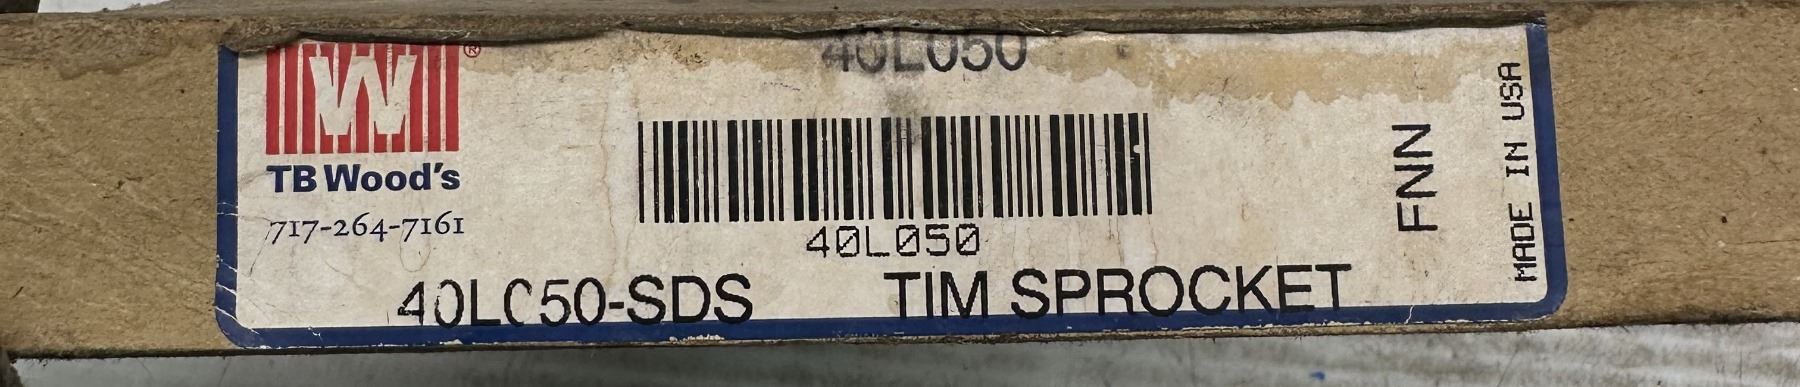 40L050
W ®
TB Wood's
717-264-7161
40L050
40L050-SDS TIM SPROCKET
FNN
MADE IN USA